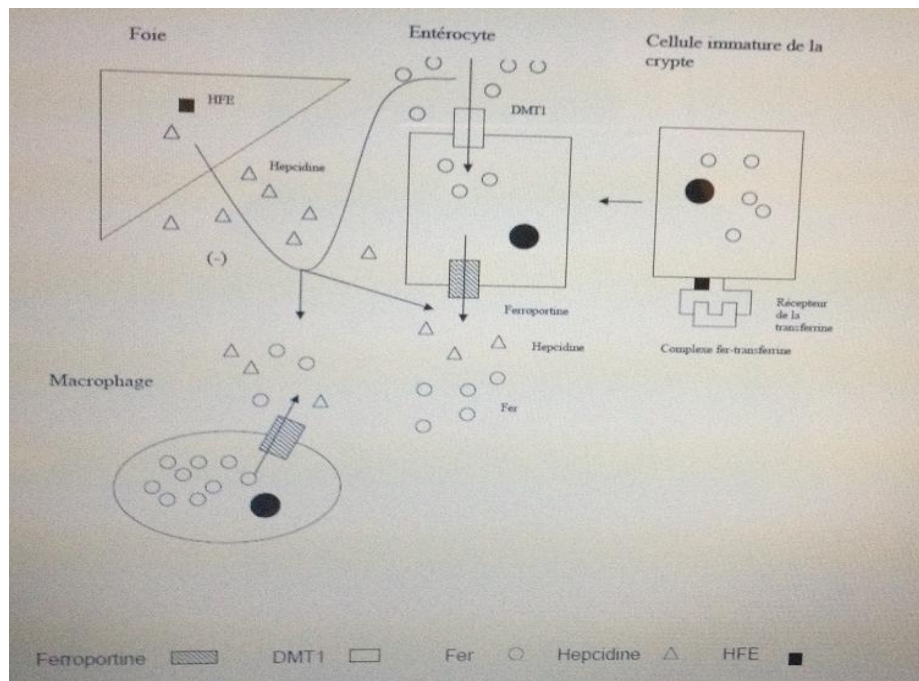 Foie
Entérocyte
Cellule immature de la
crypte
HFE
DMT1
Hepcidine
(-)
Ferroportine
Récepteur
de la
transferrine
Hepcidine
Complexe fer-transferrine
Macrophage
Fer
Ferroportine DMT1 Fer Hepcidine HFE